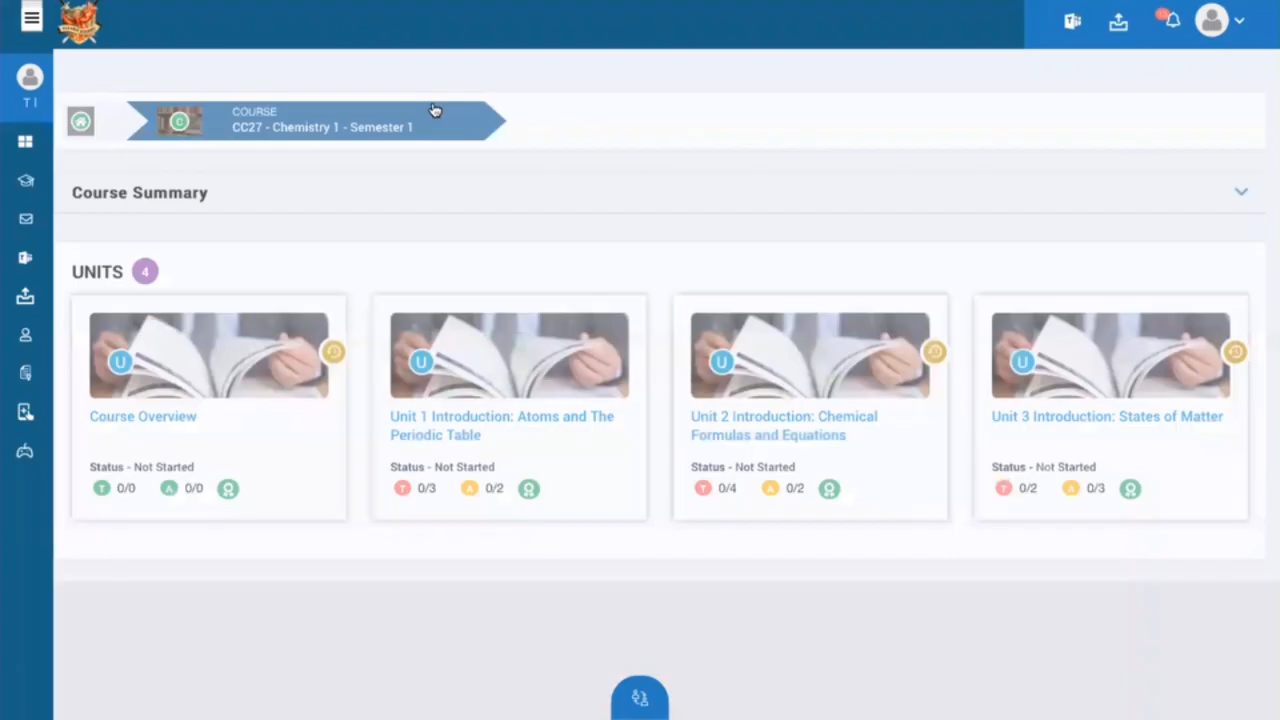 T I
COURSE
CC27 - Chemistry 1 - Semester 1
Course Summary
UNITS 4
U
Course Overview
Status - Not Started
T 0/0 A 0/0
U
Unit 1 Introduction: Atoms and The
Periodic Table
Status - Not Started
T 0/3 A 0/2
U
Unit 2 Introduction: Chemical
Formulas and Equations
Status - Not Started
T 0/4 A 0/2
U
Unit 3 Introduction: States of Matter
Status - Not Started
T 0/2 A 0/3